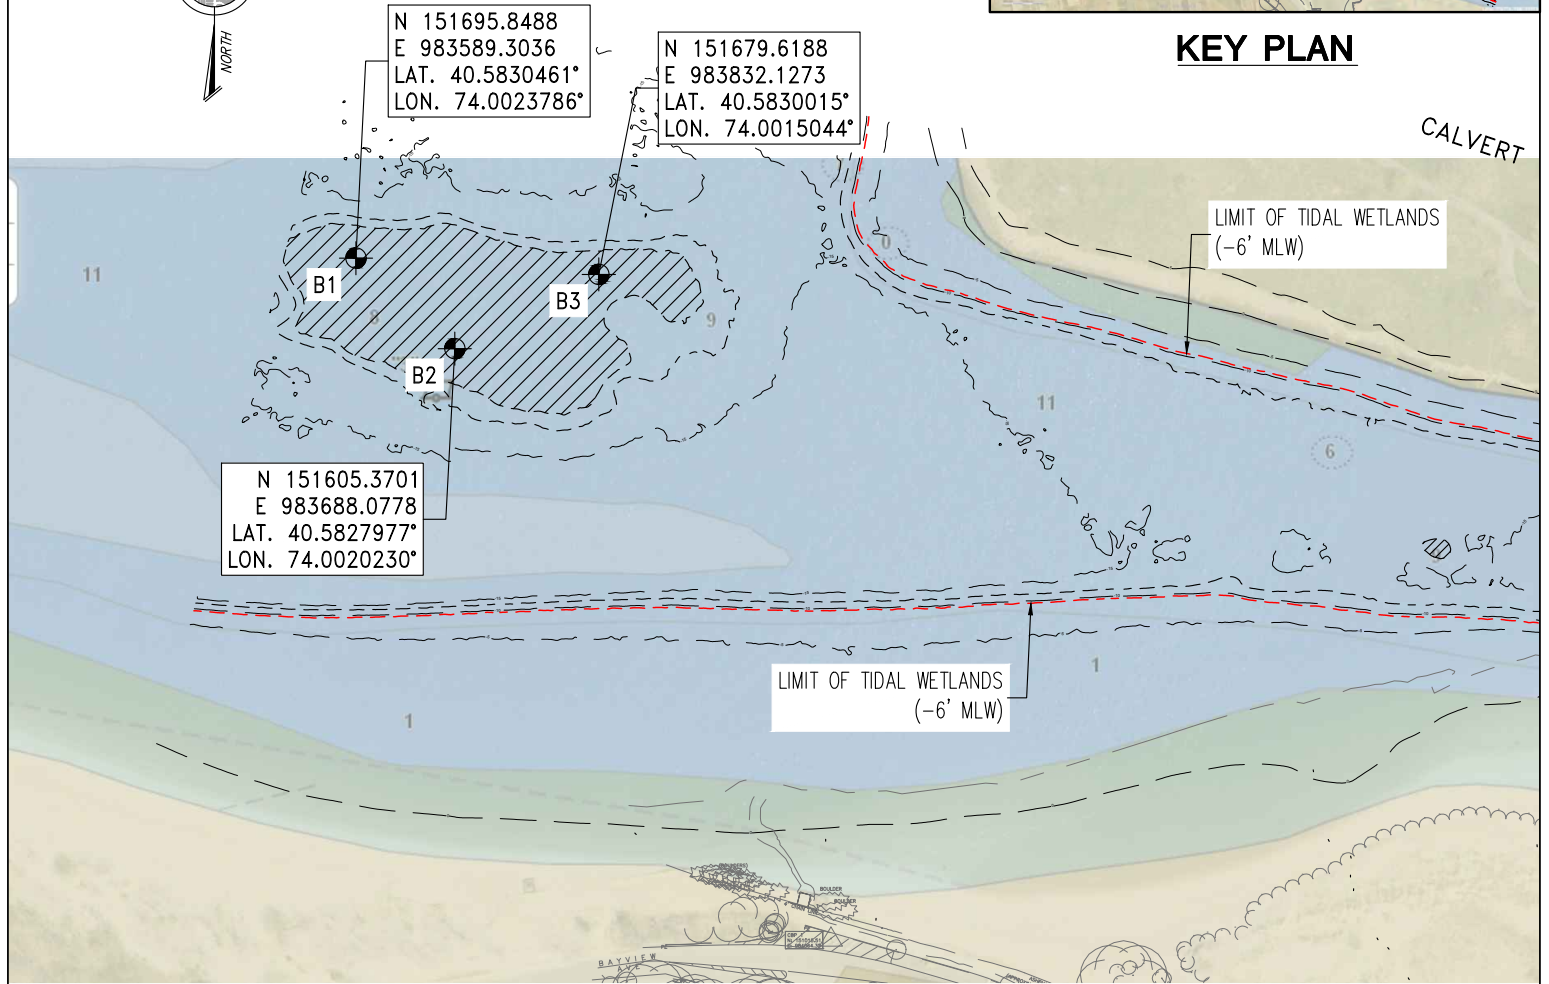 NORTH
N 151695.8488
E 983589.3036
LAT. 40.5830461°
LON. 74.0023786°
N 151679.6188
E 983832.1273
LAT. 40.5830015°
LON. 74.0015044°
KEY PLAN
CALVERT
LIMIT OF TIDAL WETLANDS
(-6' MLW)
0
11
B1
B3
8
9
B2
11
6
N 151605.3701
E 983688.0778
LAT. 40.5827977°
LON. 74.0020230°
LIMIT OF TIDAL WETLANDS
(-6' MLW)
1
1
BOULDER
BOULDER
BAYVIEW
AVE